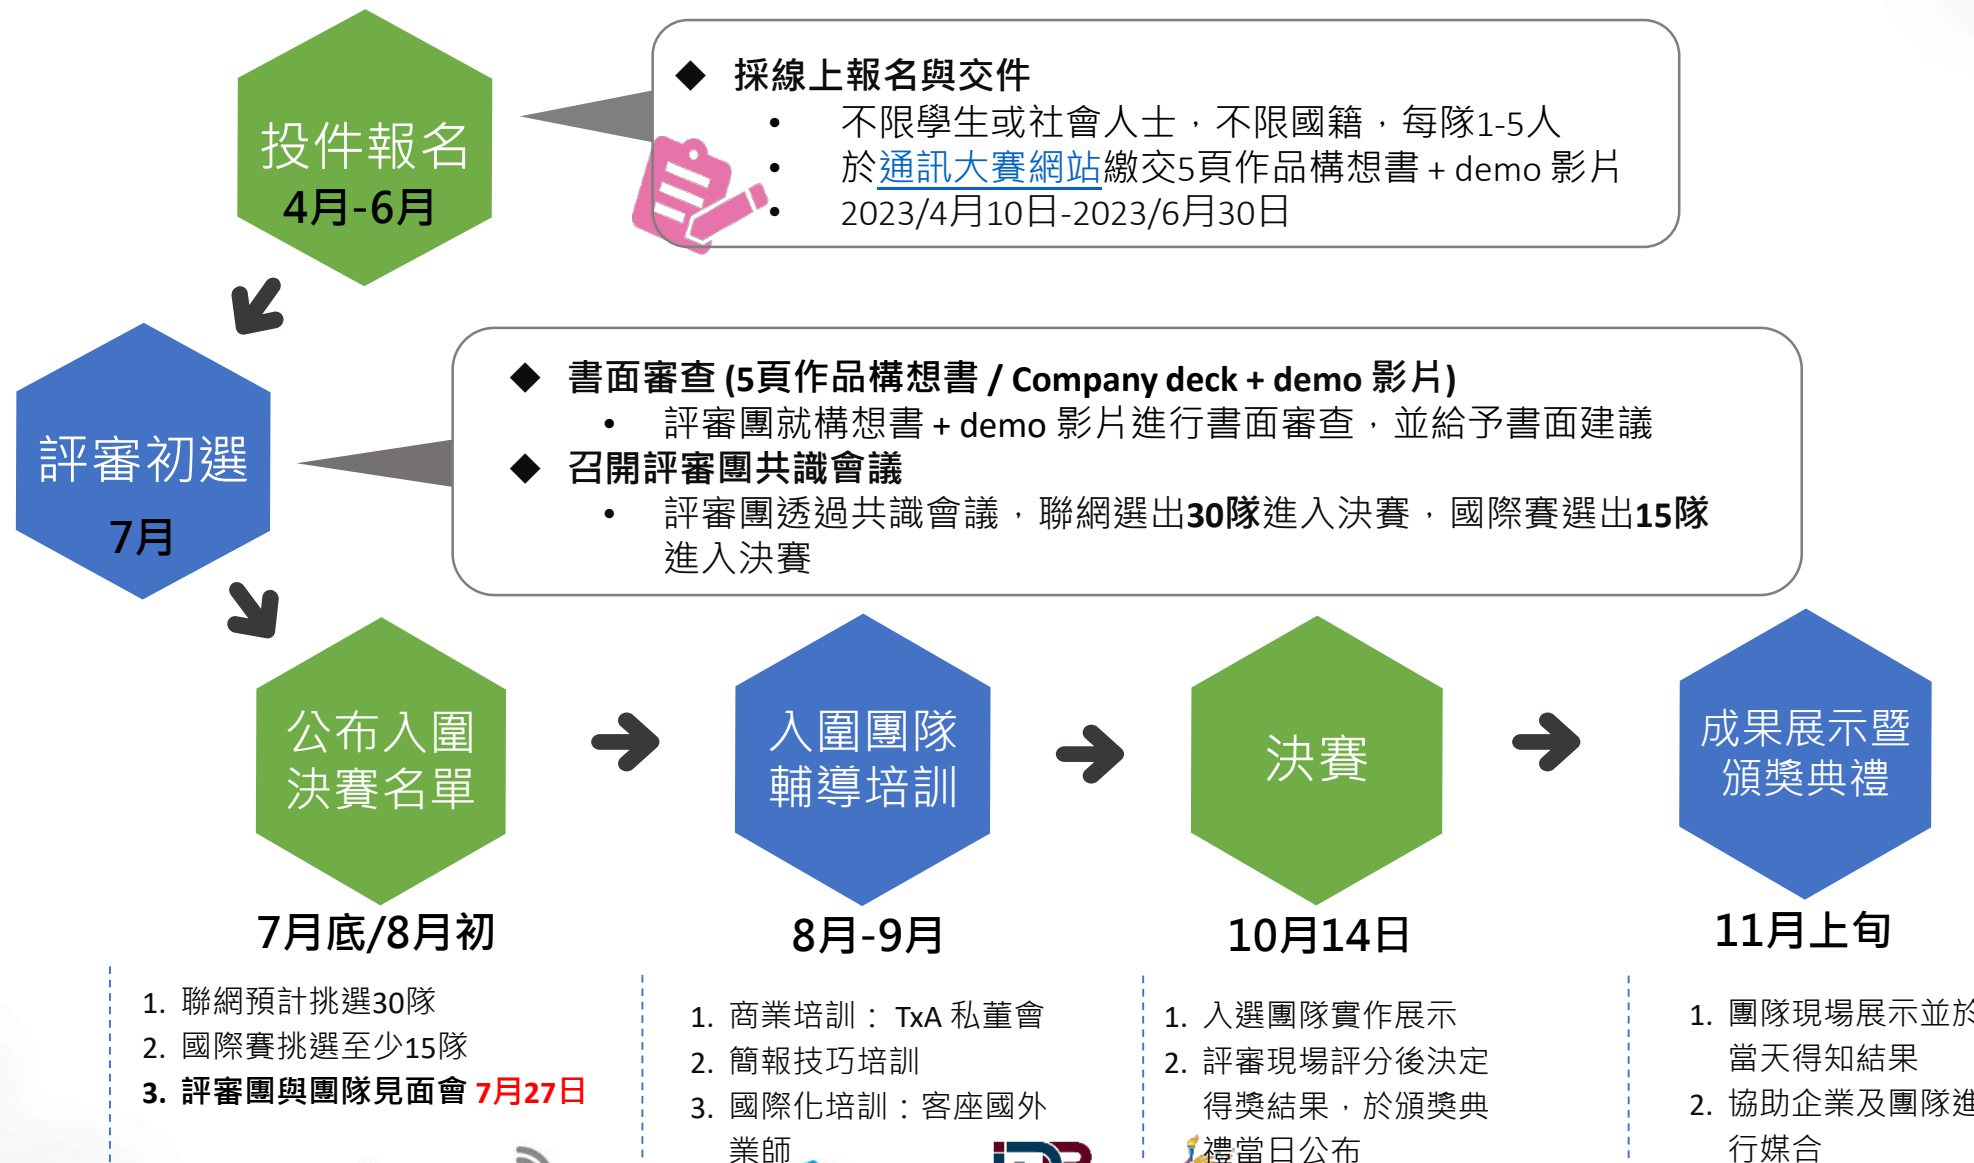 投件報名
4月-6月
◆ 採線上報名與交件
• 不限學生或社會人士，不限國籍，每隊1-5人
• 於通訊大賽網站繳交5頁作品構想書 + demo 影片
• 2023/4月10日-2023/6月30日
評審初選
7月
◆ 書面審查 (5頁作品構想書 / Company deck + demo 影片)
• 評審團就構想書 + demo 影片進行書面審查，並給予書面建議
◆ 召開評審團共識會議
• 評審團透過共識會議，聯網選出30隊進入決賽，國際賽選出15隊
進入決賽
公布入圍
決賽名單
7月底/8月初
1. 聯網預計挑選30隊
2. 國際賽挑選至少15隊
3. 評審團與團隊見面會 7月27日
入圍團隊
輔導培訓
8月-9月
1. 商業培訓： TxA 私董會
2. 簡報技巧培訓
3. 國際化培訓：客座國外
業師
決賽
10月14日
1. 入選團隊實作展示
2. 評審現場評分後決定
得獎結果，於頒獎典
禮當日公布
成果展示暨
頒獎典禮
11月上旬
1. 團隊現場展示並於
當天得知結果
2. 協助企業及團隊進
行媒合